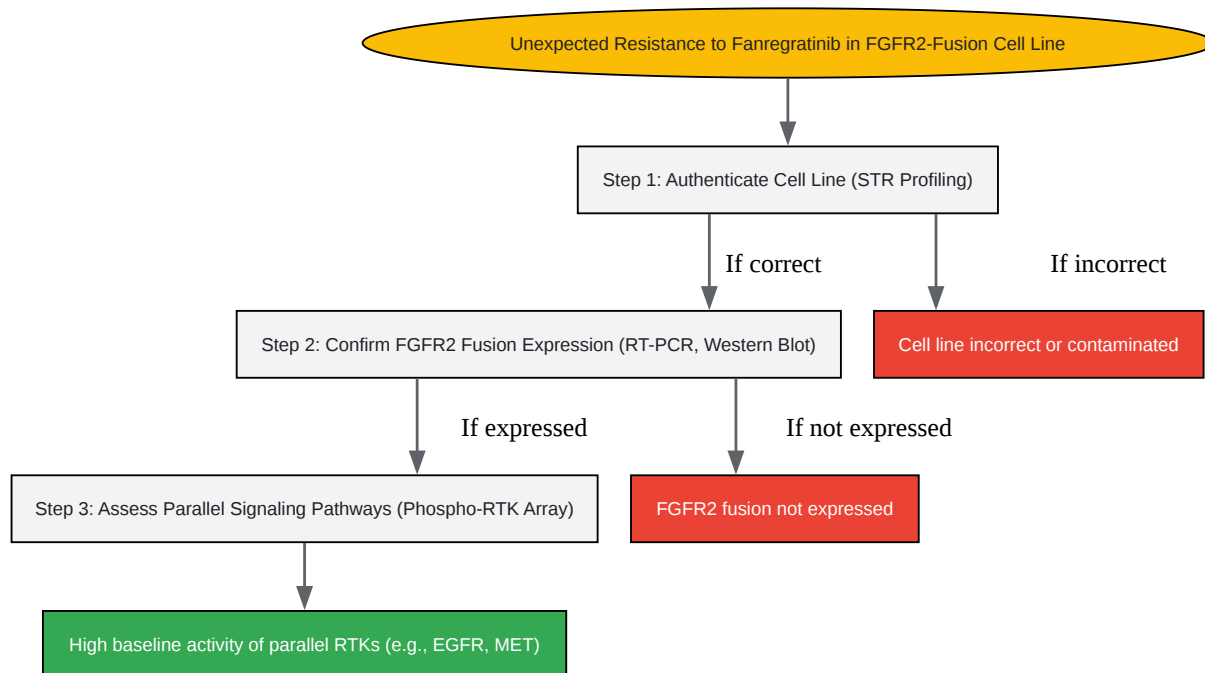 Unexpected Resistance to Fanregratinib in FGFR2-Fusion Cell Line
Step 1: Authenticate Cell Line (STR Profiling)
If correct
If incorrect
Step 2: Confirm FGFR2 Fusion Expression (RT-PCR, Western Blot)
Cell line incorrect or contaminated
If expressed
If not expressed
Step 3: Assess Parallel Signaling Pathways (Phospho-RTK Array)
FGFR2 fusion not expressed
High baseline activity of parallel RTKs (e.g., EGFR, MET)